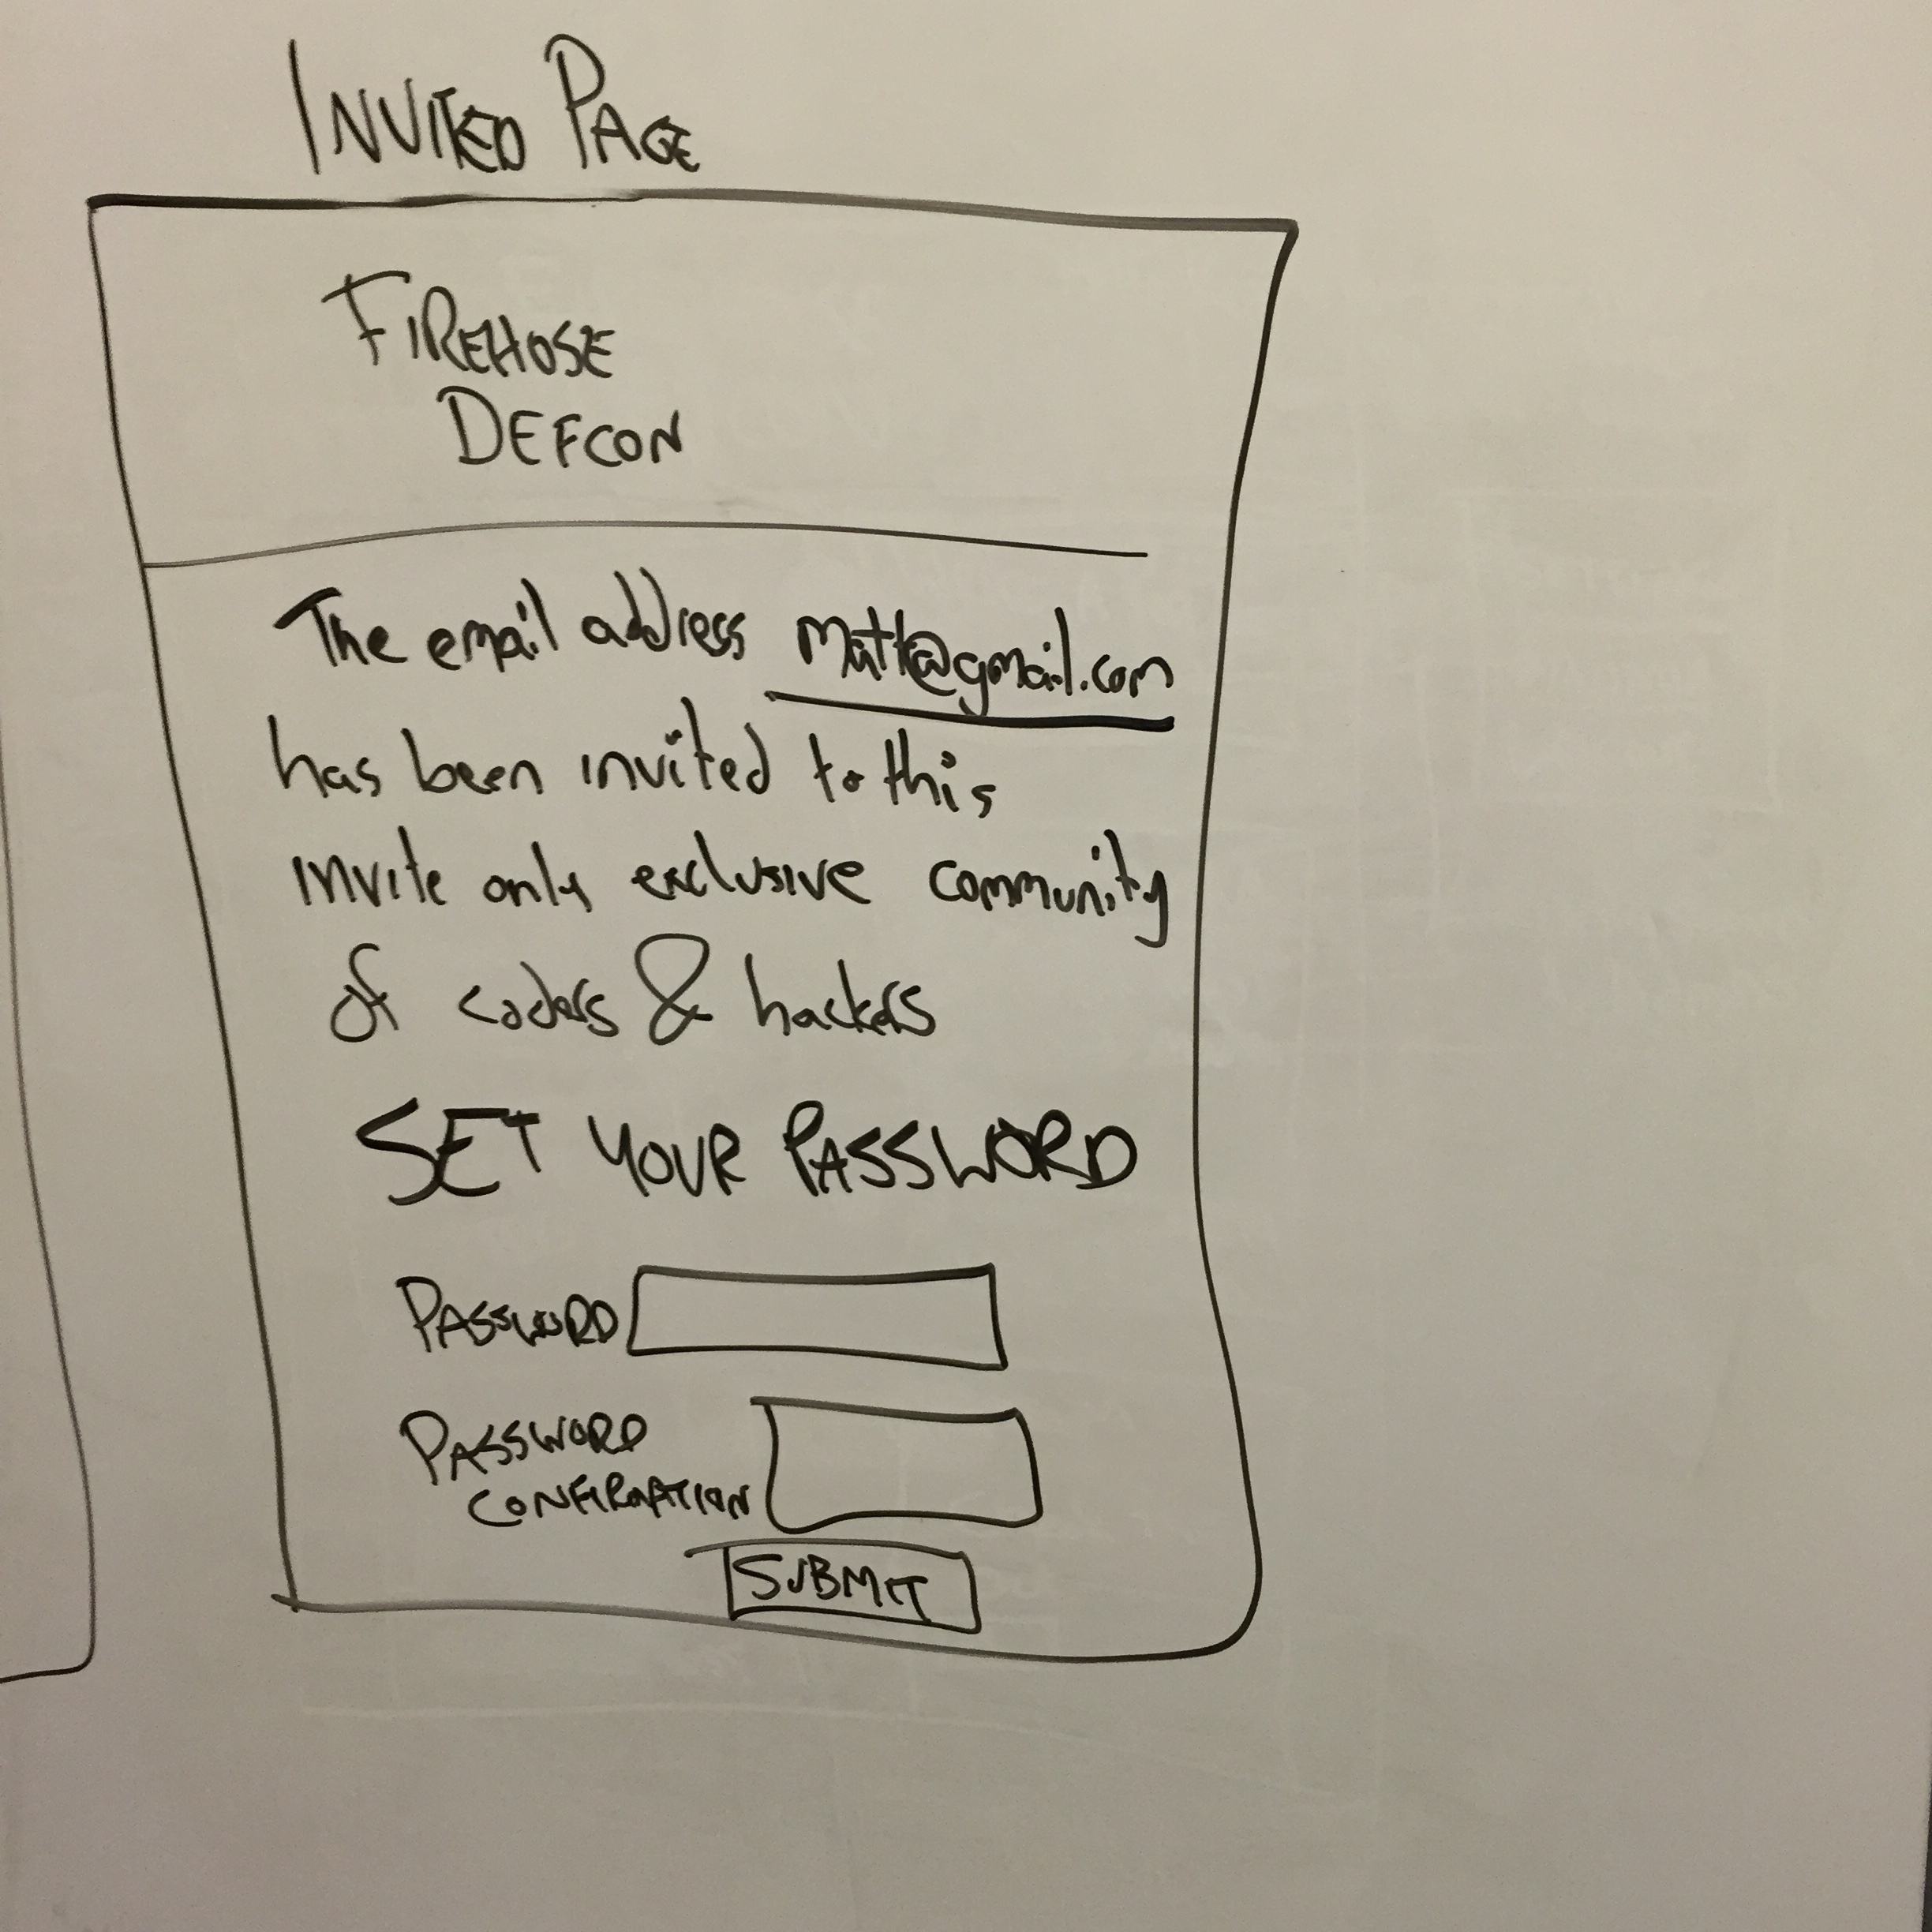 INVITED PAGE
FIREHOSE
DEFCON
The email address Matt@gmail.com
has been invited to this
invite only exclusive community
of coders & hackers
SET YOUR PASSWORD
PASSWORD
PASSWORD
CONFIRMATION
SUBMIT